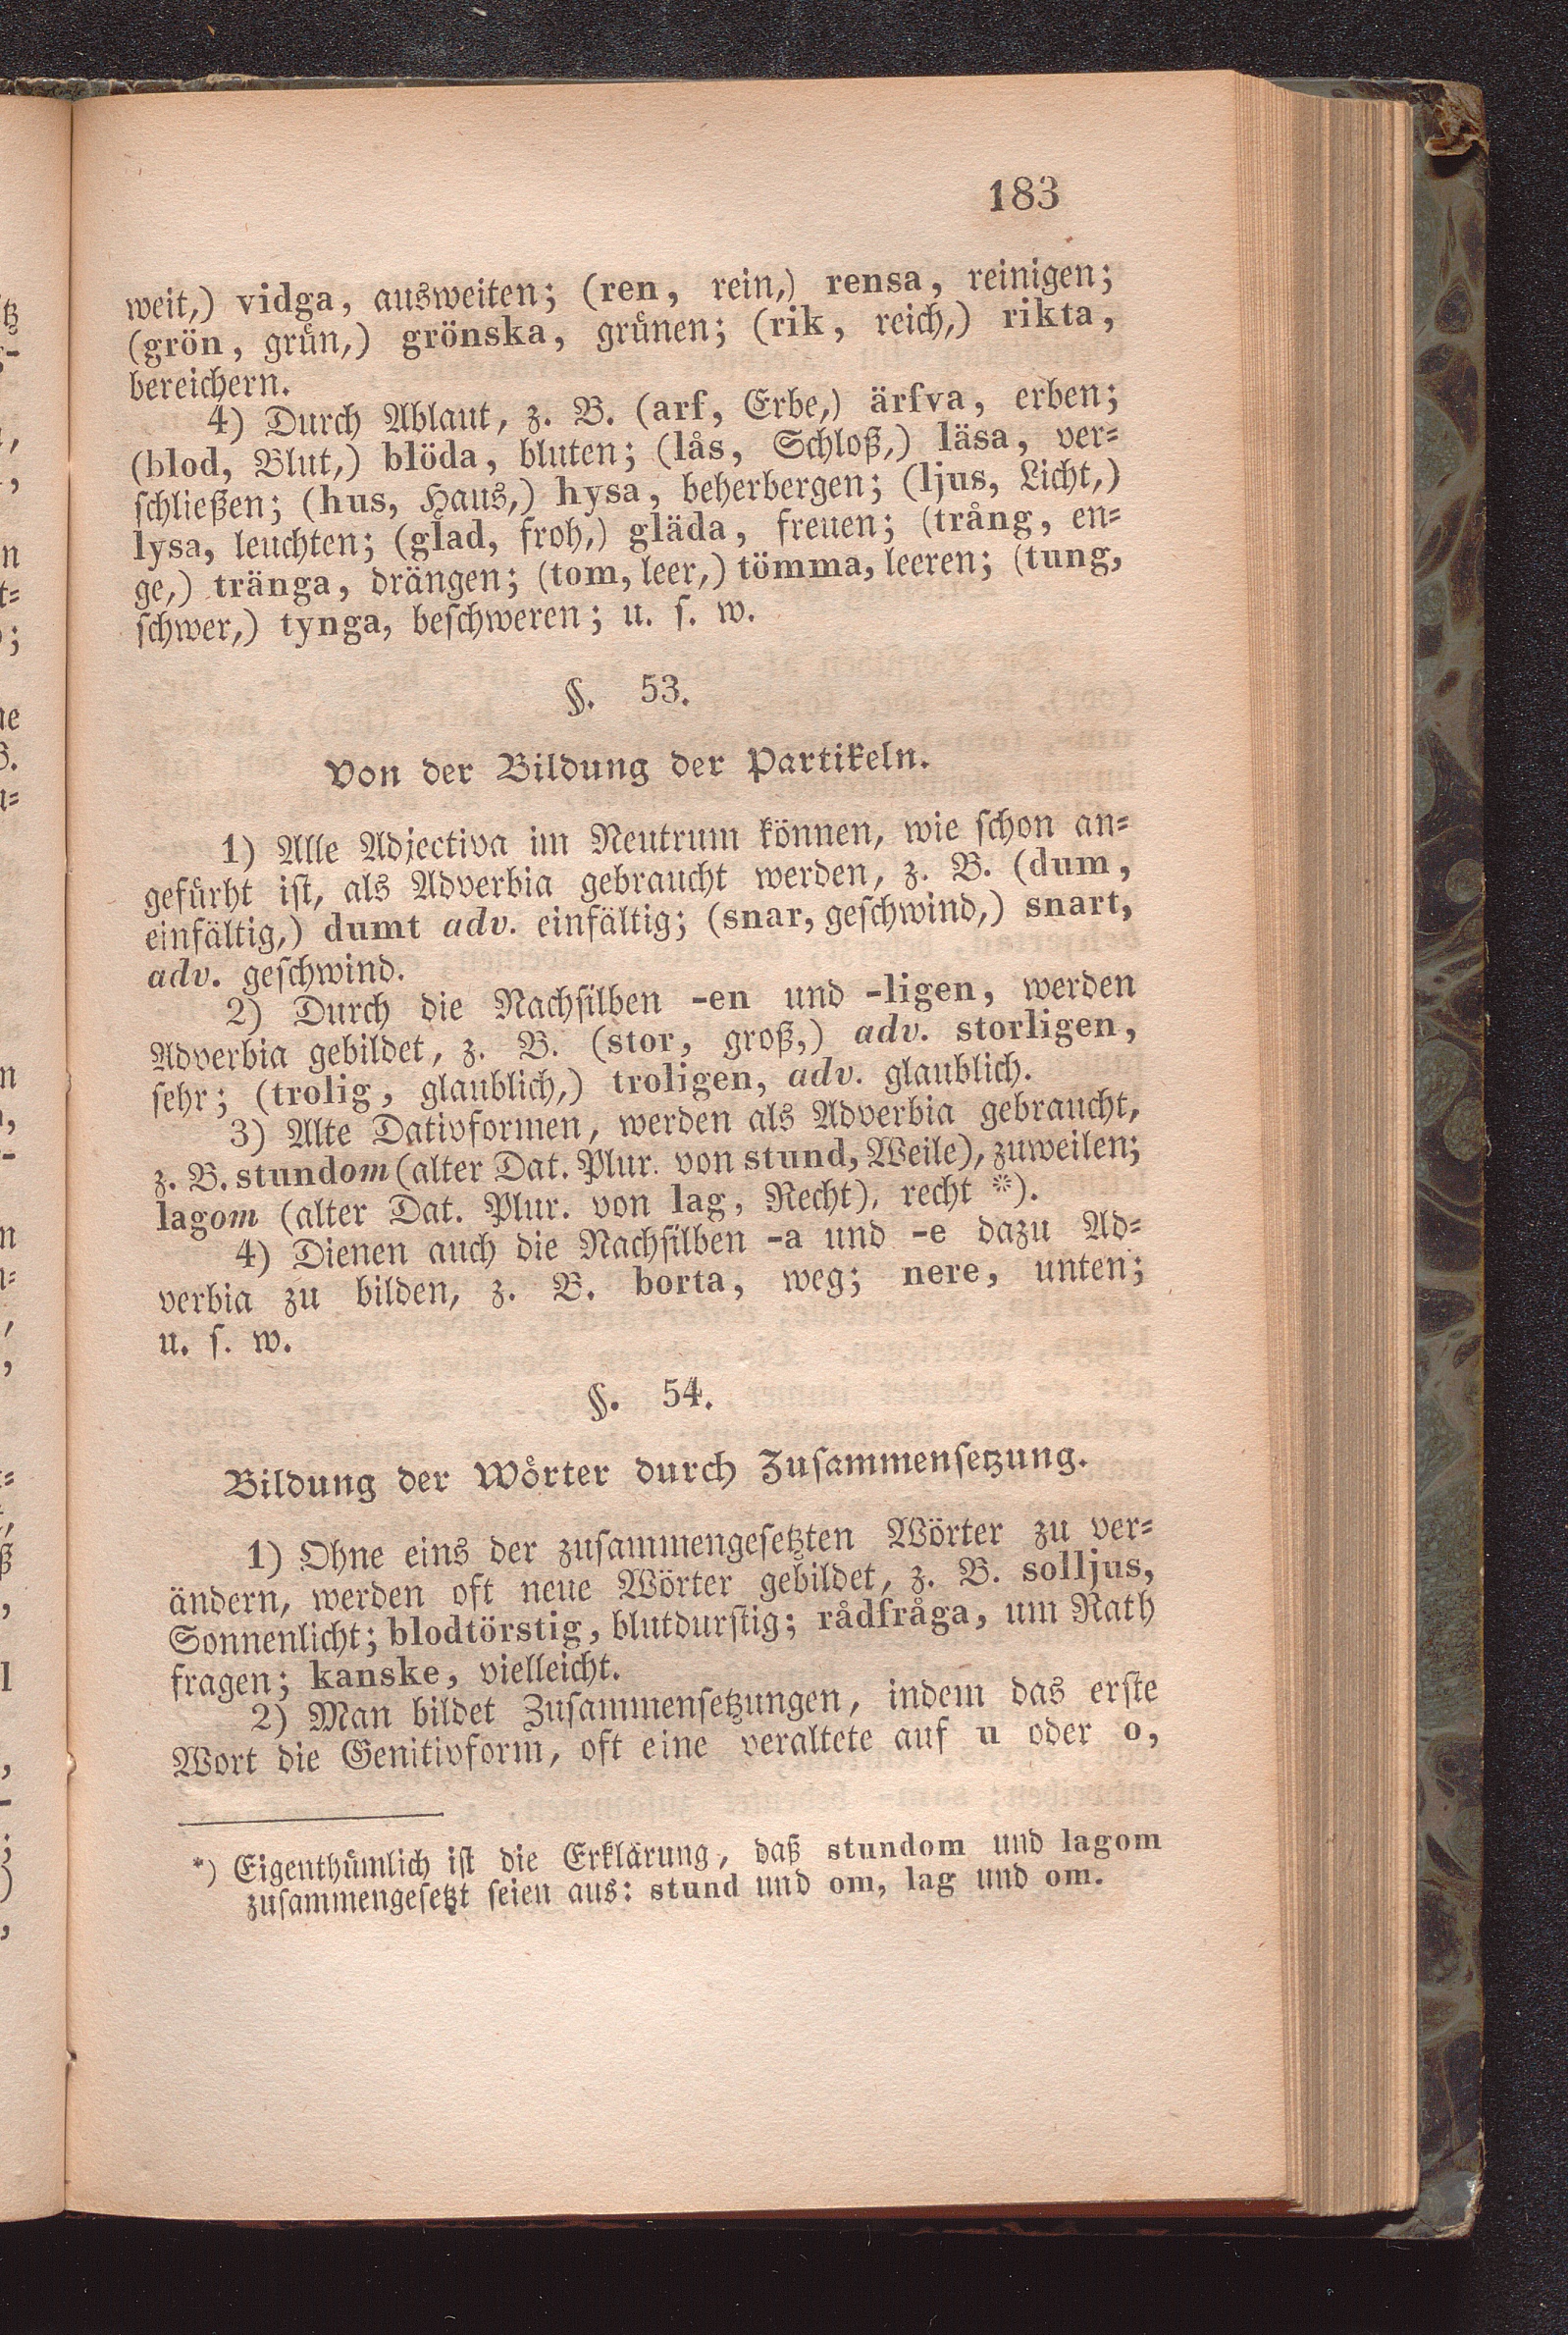 183
weit,) vidga, ausweiten; (ren, rein,) rensa, reinigen;
(grön, grün,) grönska, grünen; (rik, reich,) rikta,
bereichern.
4) Durch Ablaut, z. B. (arf, Erbe,) ärfva, erben;
(blod, Blut,) blöda, bluten; (lås, Schloß,) läsa, ver-
schließen; (hus, Haus,) hysa, beherbergen; (ljus, Licht,)
lysa, leuchten; (glad, froh,) gläda, freuen; (trång, en-
ge,) tränga, drängen; (tom, leer,) tömma, leeren; (tung,
schwer,) tynga, beschweren; u. s. w.
§. 53.
Von der Bildung der Partikeln.
1) Alle Adjectiva im Neutrum können, wie schon an-
gefürht ist, als Adverbia gebraucht werden, z. B. (dum,
einfältig,) dumt adv. einfältig; (snar, geschwind,) snart,
adv. geschwind.
2) Durch die Nachsilben -en und -ligen, werden
Adverbia gebildet, z. B. (stor, groß,) adv. storligen,
sehr; (trolig, glaublich,) troligen, adv. glaublich.
3) Alte Dativformen, werden als Adverbia gebraucht,
z. B. stundom (alter Dat. Plur. von stund, Weile), zuweilen;
lagom (alter Dat. Plur. von lag, Recht), recht *).
4) Dienen auch die Nachsilben -a und -e dazu Ad-
verbia zu bilden, z. B. borta, weg; nere, unten;
u. s. w.
§. 54.
Bildung der Wörter durch Zusammensetzung.
1) Ohne eins der zusammengesetzten Wörter zu ver-
ändern, werden oft neue Wörter gebildet, z. B. solljus,
Sonnenlicht; blodtörstig, blutdurstig; rådfråga, um Rath
fragen; kanske, vielleicht.
2) Man bildet Zusammensetzungen, indem das erste
Wort die Genitivform, oft eine veraltete auf u oder o,
*) Eigenthümlich ist die Erklärung, daß stundom und lagom
zusammengesetzt seien aus: stund und om, lag und om.